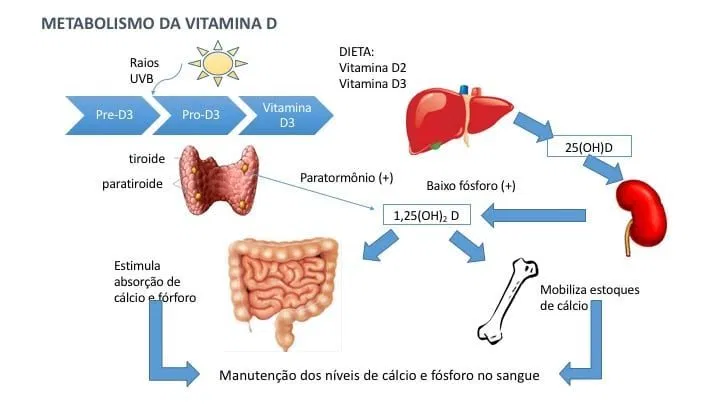 METABOLISMO DA VITAMINA D
Raios
UVB
DIETA:
Vitamina D2
Vitamina D3
Pre-D3
Pro-D3
Vitamina
D3
25(OH)D
tiroide
paratiroide
Paratormônio (+)
Baixo fósforo (+)
1,25(OH)₂ D
Estimula
absorção de
cálcio e fórforo
Mobiliza estoques
de cálcio
Manutenção dos níveis de cálcio e fósforo no sangue